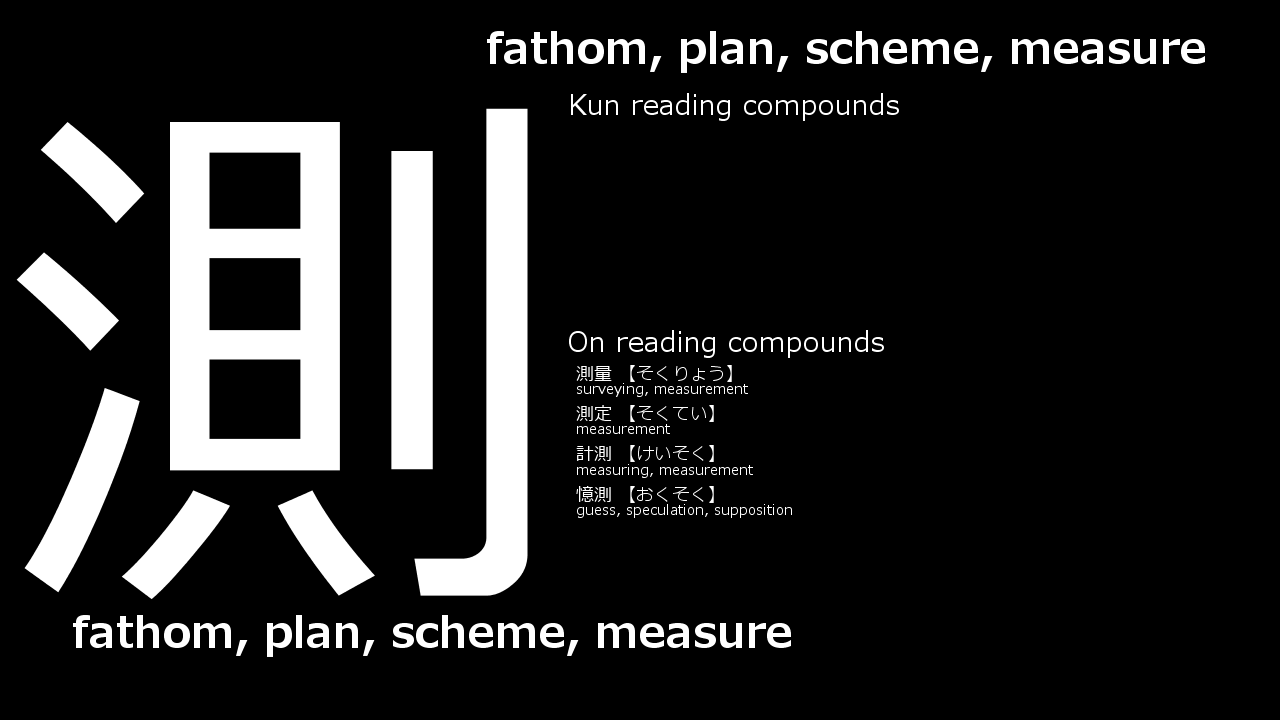 fathom, plan, scheme, measure
Kun reading compounds
測
On reading compounds
測量 【そくりょう】
surveying, measurement
測定 【そくてい】
measurement
計測 【けいそく】
measuring, measurement
憶測 【おくそく】
guess, speculation, supposition
fathom, plan, scheme, measure